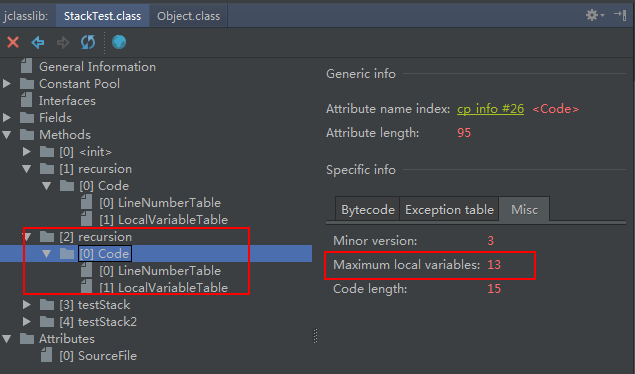 jclasslib: StackTest.class Object.class
General Information
Constant Pool
Interfaces
Fields
Methods
[0] <init>
[1] recursion
[0] Code
[0] LineNumberTable
[1] LocalVariableTable
[2] recursion
[0] Code
[0] LineNumberTable
[1] LocalVariableTable
[3] testStack
[4] testStack2
Attributes
[0] SourceFile
Generic info
Attribute name index: cp info #26 <Code>
Attribute length: 95
Specific info
Bytecode Exception table Misc
Minor version: 3
Maximum local variables: 13
Code length: 15